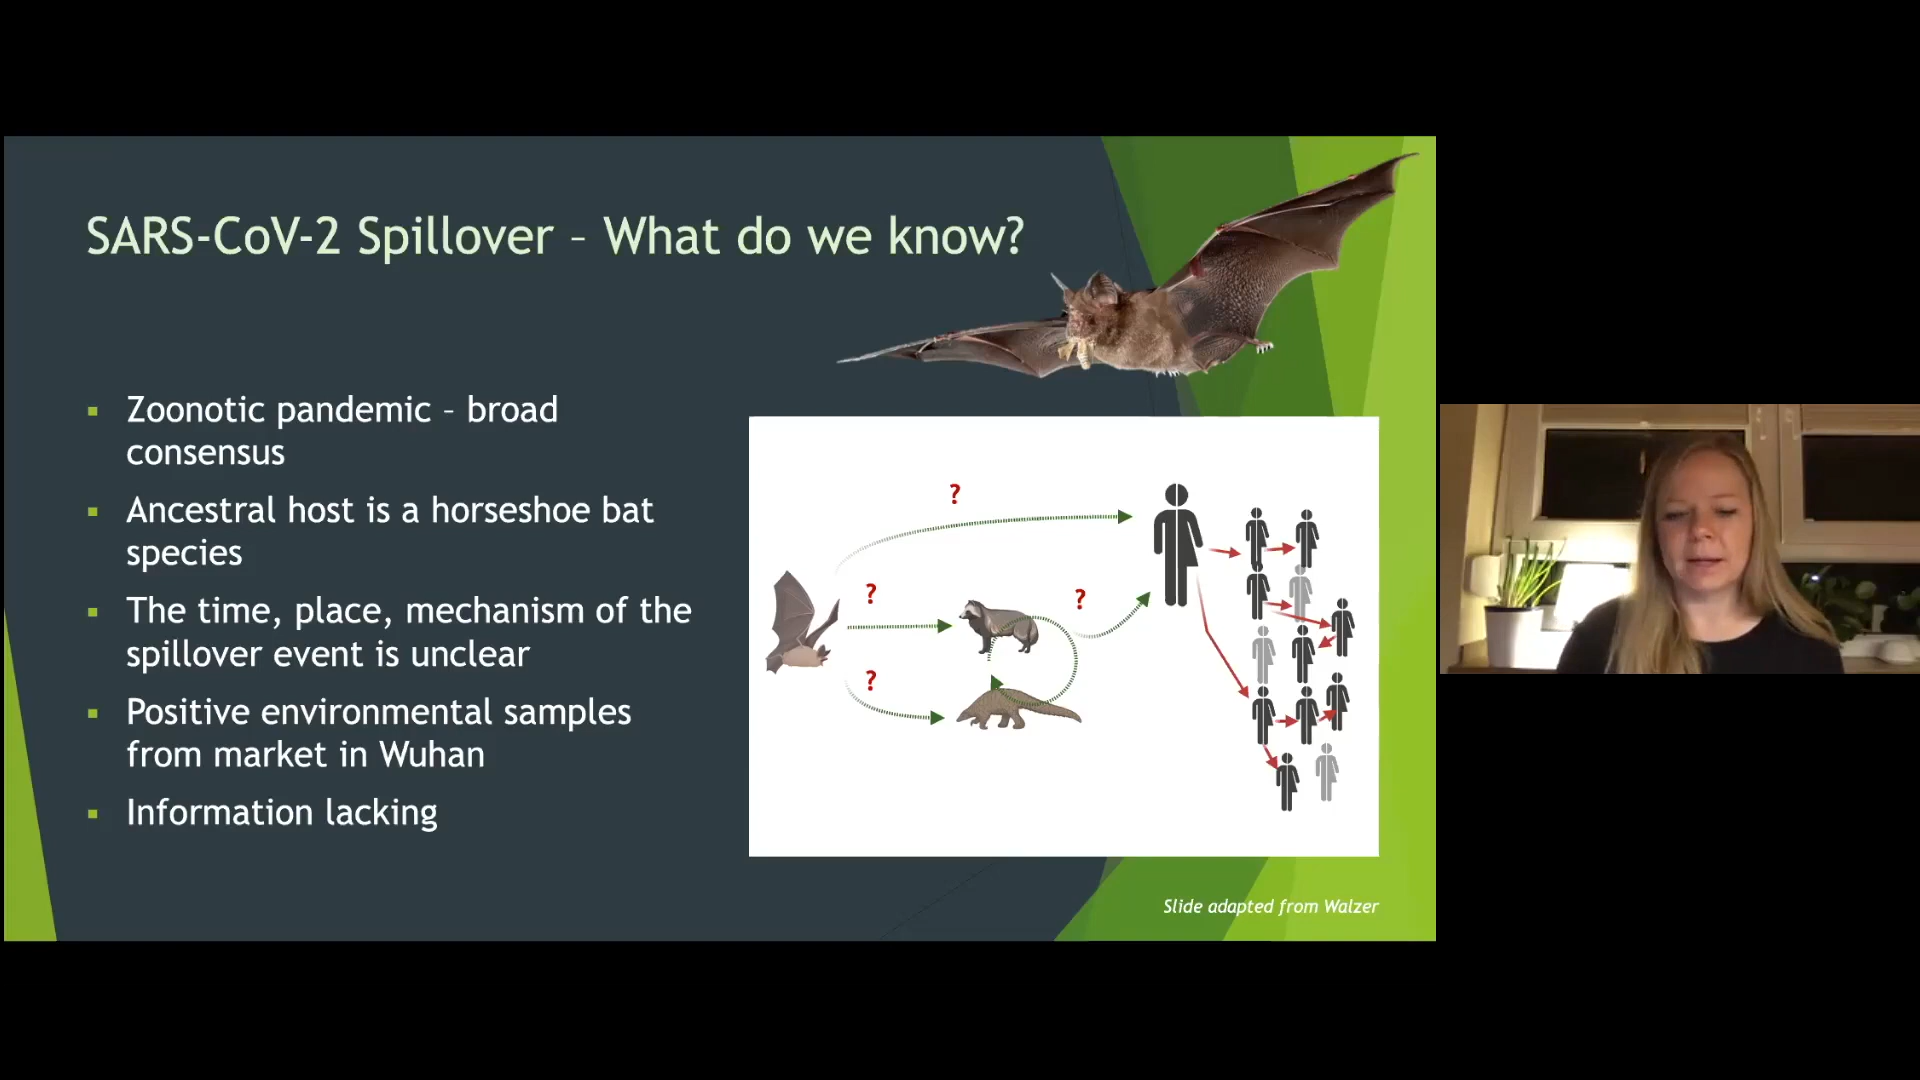 SARS-CoV-2 Spillover – What do we know?
▪ Zoonotic pandemic – broad
consensus
▪ Ancestral host is a horseshoe bat
species
▪ The time, place, mechanism of the
spillover event is unclear
▪ Positive environmental samples
from market in Wuhan
▪ Information lacking
?
?
?
?
Slide adapted from Walzer